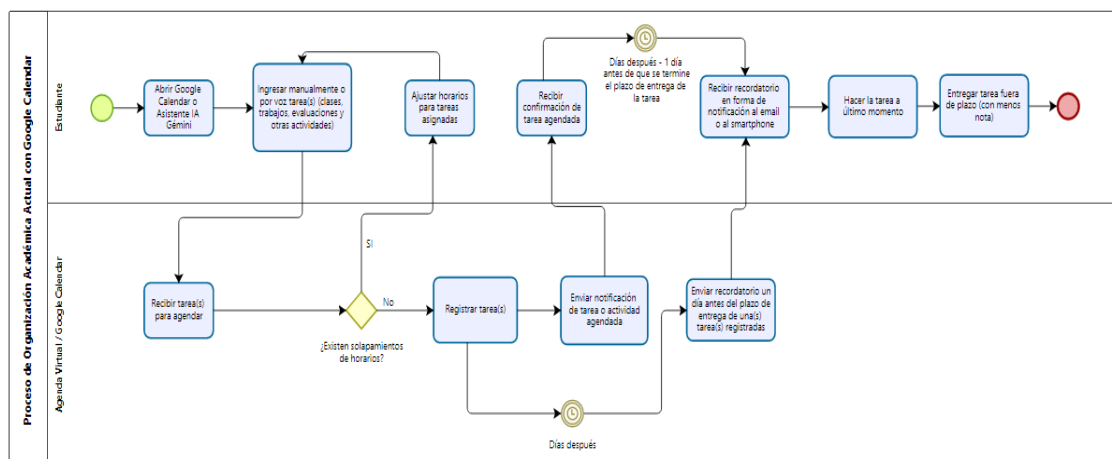 Proceso de Organización Académica Actual con Google Calendar
Estudiante
Abrir Google
Calendar o
Asistente IA
Gémini
Ingresar manualmente o
por voz tarea(s) (clases,
trabajos, evaluaciones y
otras actividades)
Ajustar horarios
para tareas
asignadas
Recibir
confirmación de
tarea agendada
Días después - 1 día
antes de que se termine
el plazo de entrega de
la tarea
Recibir recordatorio
en forma de
notificación al email
o al smartphone
Hacer la tarea a
último momento
Entregar tarea fuera
de plazo (con menos
nota)
Agenda Virtual / Google Calendar
Recibir tarea(s)
para agendar
SI
No
¿Existen solapamientos
de horarios?
Registrar tarea(s)
Enviar notificación
de tarea o actividad
agendada
Enviar recordatorio un
día antes del plazo de
entrega de una(s)
tarea(s) registradas
Días después